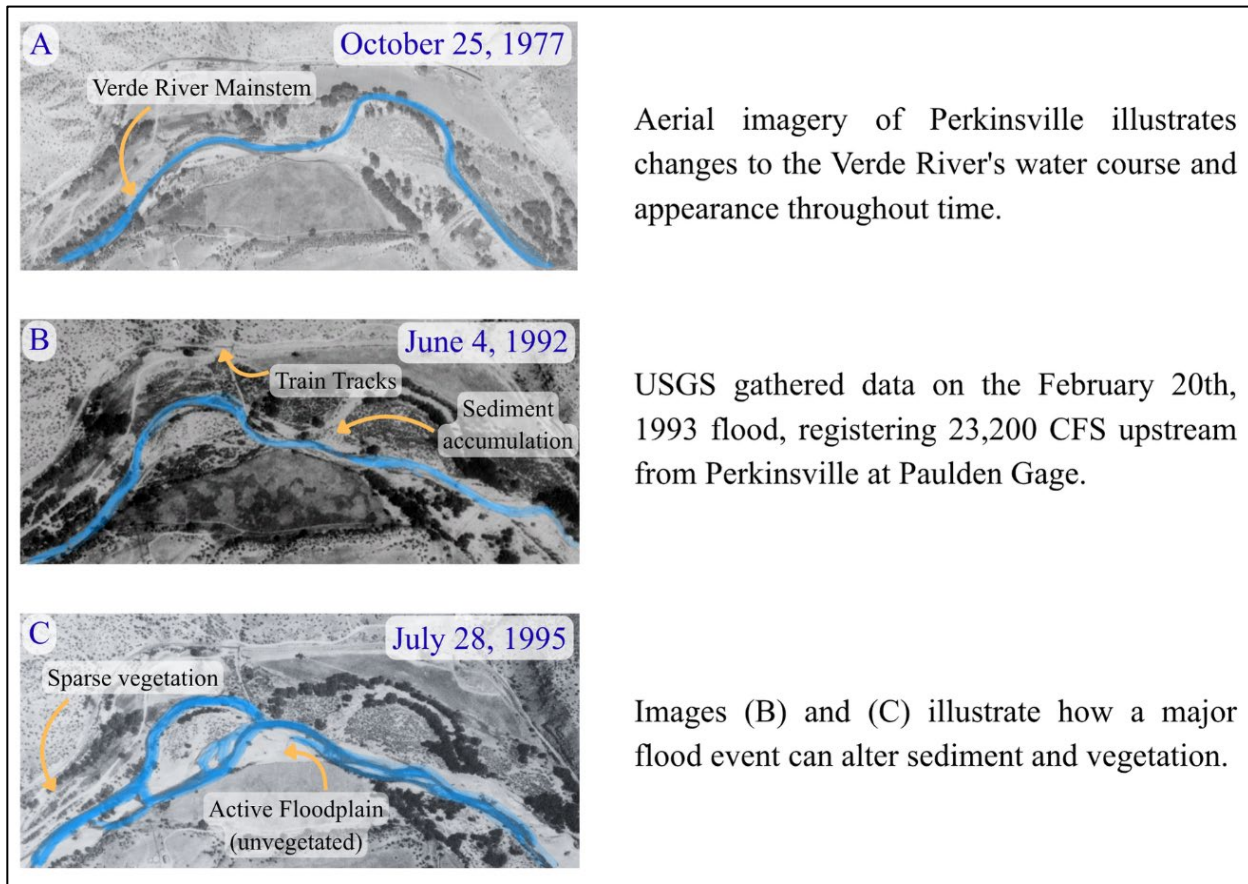 A
October 25, 1977
Verde River Mainstem
Aerial imagery of Perkinsville illustrates
changes to the Verde River's water course and
appearance throughout time.
B
June 4, 1992
Train Tracks
Sediment
accumulation
USGS gathered data on the February 20th,
1993 flood, registering 23,200 CFS upstream
from Perkinsville at Paulden Gage.
C
July 28, 1995
Sparse vegetation
Active Floodplain
(unvegetated)
Images (B) and (C) illustrate how a major
flood event can alter sediment and vegetation.